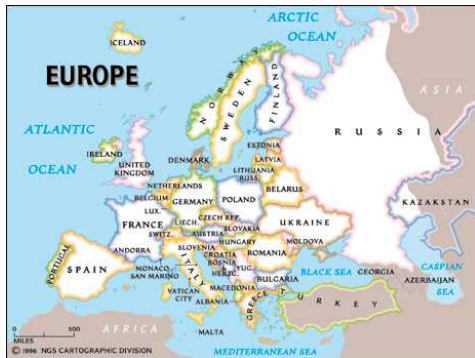 ARCTIC
OCEAN
ICELAND
EUROPE
NORWAY
SWEDEN
FINLAND
ASIA
RUSSIA
ATLANTIC
OCEAN
ESTONIA
LATVIA
LITHUANIA
RUSS.
DENMARK
IRELAND
UNITED
KINGDOM
NETHERLANDS
BELGIUM
GERMANY
POLAND
BELARUS
KAZAKSTAN
LUX.
LIECH.
CZECH REP.
SLOVAKIA
UKRAINE
FRANCE
SWITZ.
AUSTRIA
HUNGARY
MOLDOVA
SLOVENIA
CROATIA
ROMANIA
BOSNIA
HERZG.
YUG.
ANDORRA
MONACO
SAN MARINO
ITALY
BULGARIA
BLACK SEA
GEORGIA
CASPIAN
SEA
AZERBAIJAN
PORTUGAL
SPAIN
VATICAN
CITY
MACEDONIA
ALBANIA
GREECE
TURKEY
AFRICA
MALTA
MEDITERRANEAN SEA
0 500
MILES
© 1996 NGS CARTOGRAPHIC DIVISION